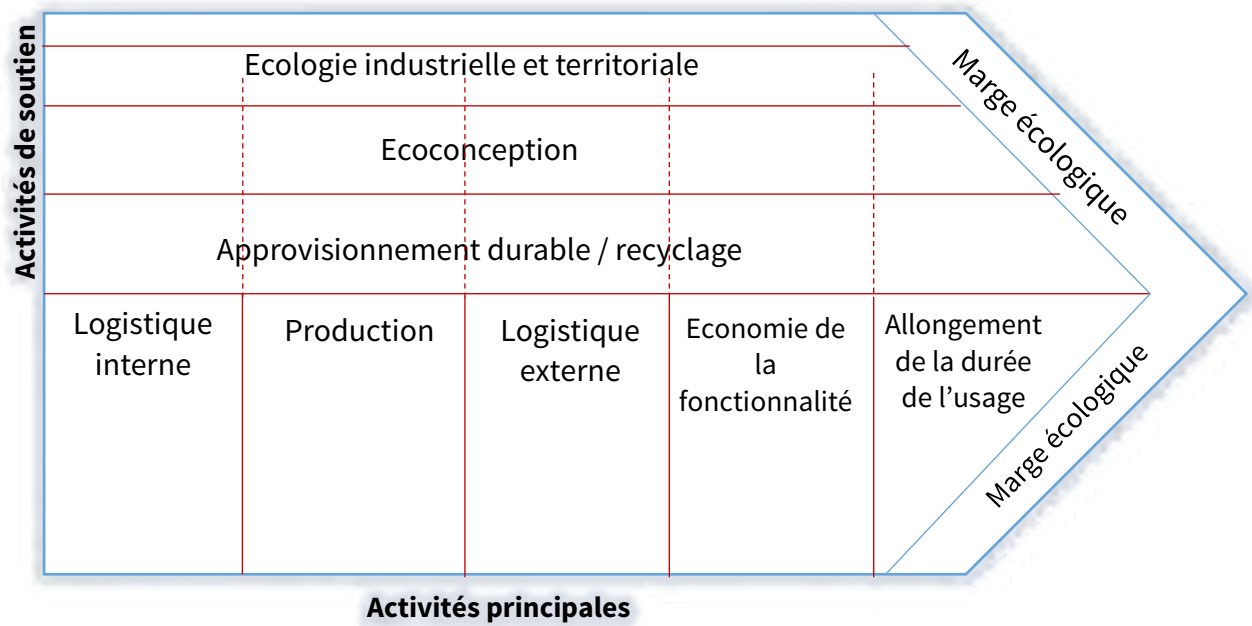 Activités de soutien
Ecologie industrielle et territoriale
Ecoconception
Approvisionnement durable / recyclage
Marge écologique
Logistique
interne
Production
Logistique
externe
Economie de
la
fonctionnalité
Allongement
de la durée
de l’usage
Marge écologique
Activités principales